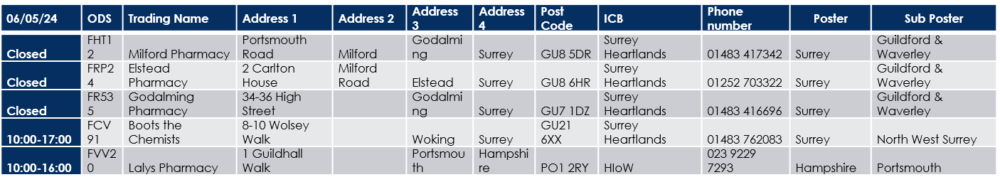 06/05/24 ODS Trading Name Address 1 Address 2 Address 3 Address 4 Post Code ICB Phone number Poster Sub Poster
Closed FHT12 Milford Pharmacy Portsmouth Road Milford Godalming Surrey GU8 5DR Surrey Heartlands 01483 417342 Surrey Guildford & Waverley
Closed FRP24 Elstead Pharmacy 2 Carlton House Milford Road Elstead Surrey GU8 6HR Surrey Heartlands 01252 703322 Surrey Guildford & Waverley
Closed FR535 Godalming Pharmacy 34-36 High Street Godalming Surrey GU7 1DZ Surrey Heartlands 01483 416696 Surrey Guildford & Waverley
10:00-17:00 FCV91 Boots the Chemists 8-10 Wolsey Walk Woking Surrey GU21 6XX Surrey Heartlands 01483 762083 Surrey North West Surrey
10:00-16:00 FVV20 Lalys Pharmacy 1 Guildhall Walk Portsmouth Hampshire PO1 2RY HIoW 023 9229 7293 Hampshire Portsmouth